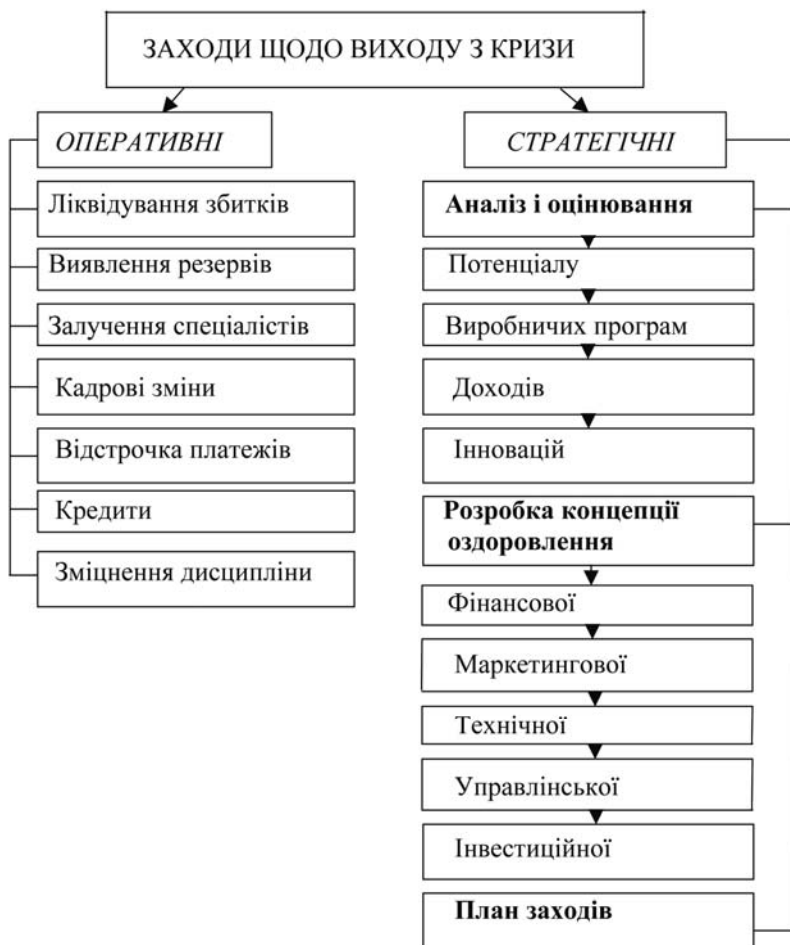 ЗАХОДИ ЩОДО ВИХОДУ З КРИЗИ
ОПЕРАТИВНІ
Ліквідування збитків
Виявлення резервів
Залучення спеціалістів
Кадрові зміни
Відстрочка платежів
Кредити
Зміцнення дисципліни
СТРАТЕГІЧНІ
Аналіз і оцінювання
Потенціалу
Виробничих програм
Доходів
Інновацій
Розробка концепції
оздоровлення
Фінансової
Маркетингової
Технічної
Управлінської
Інвестиційної
План заходів